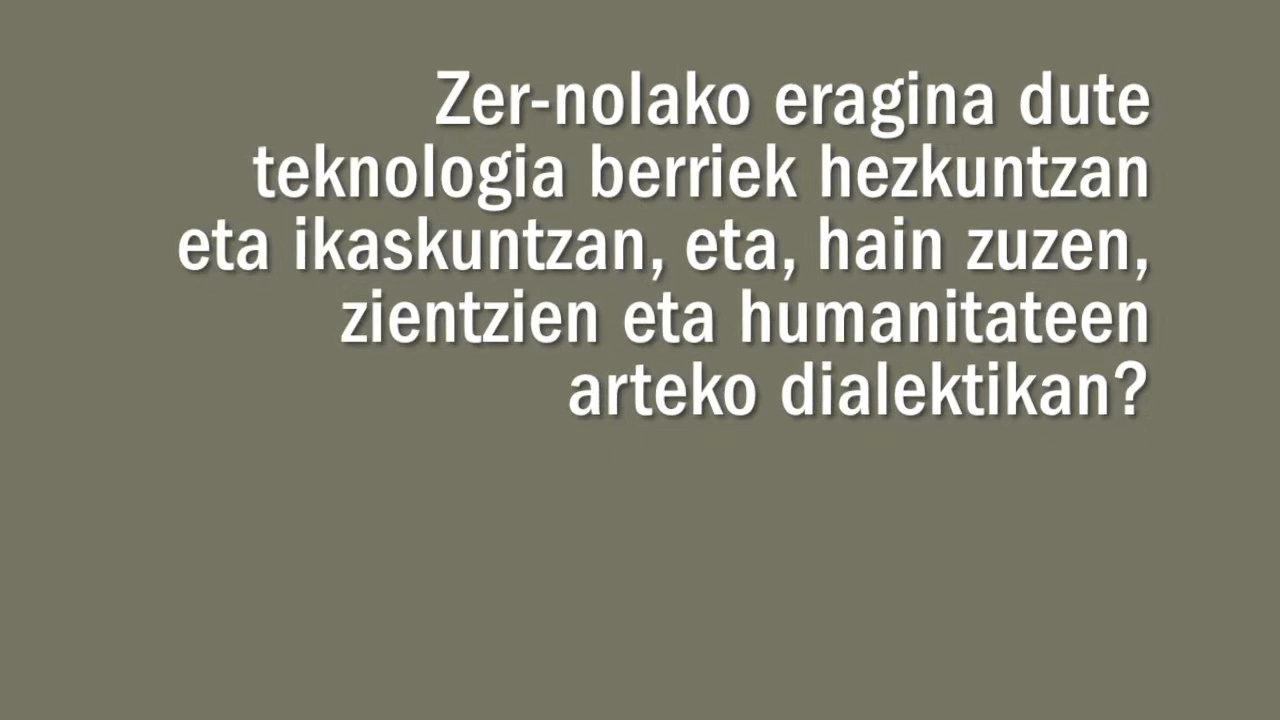 Zer-nolako eragina dute
teknologia berriek hezkuntzan
eta ikaskuntzan, eta, hain zuzen,
zientzien eta humanitateen
arteko dialektikan?